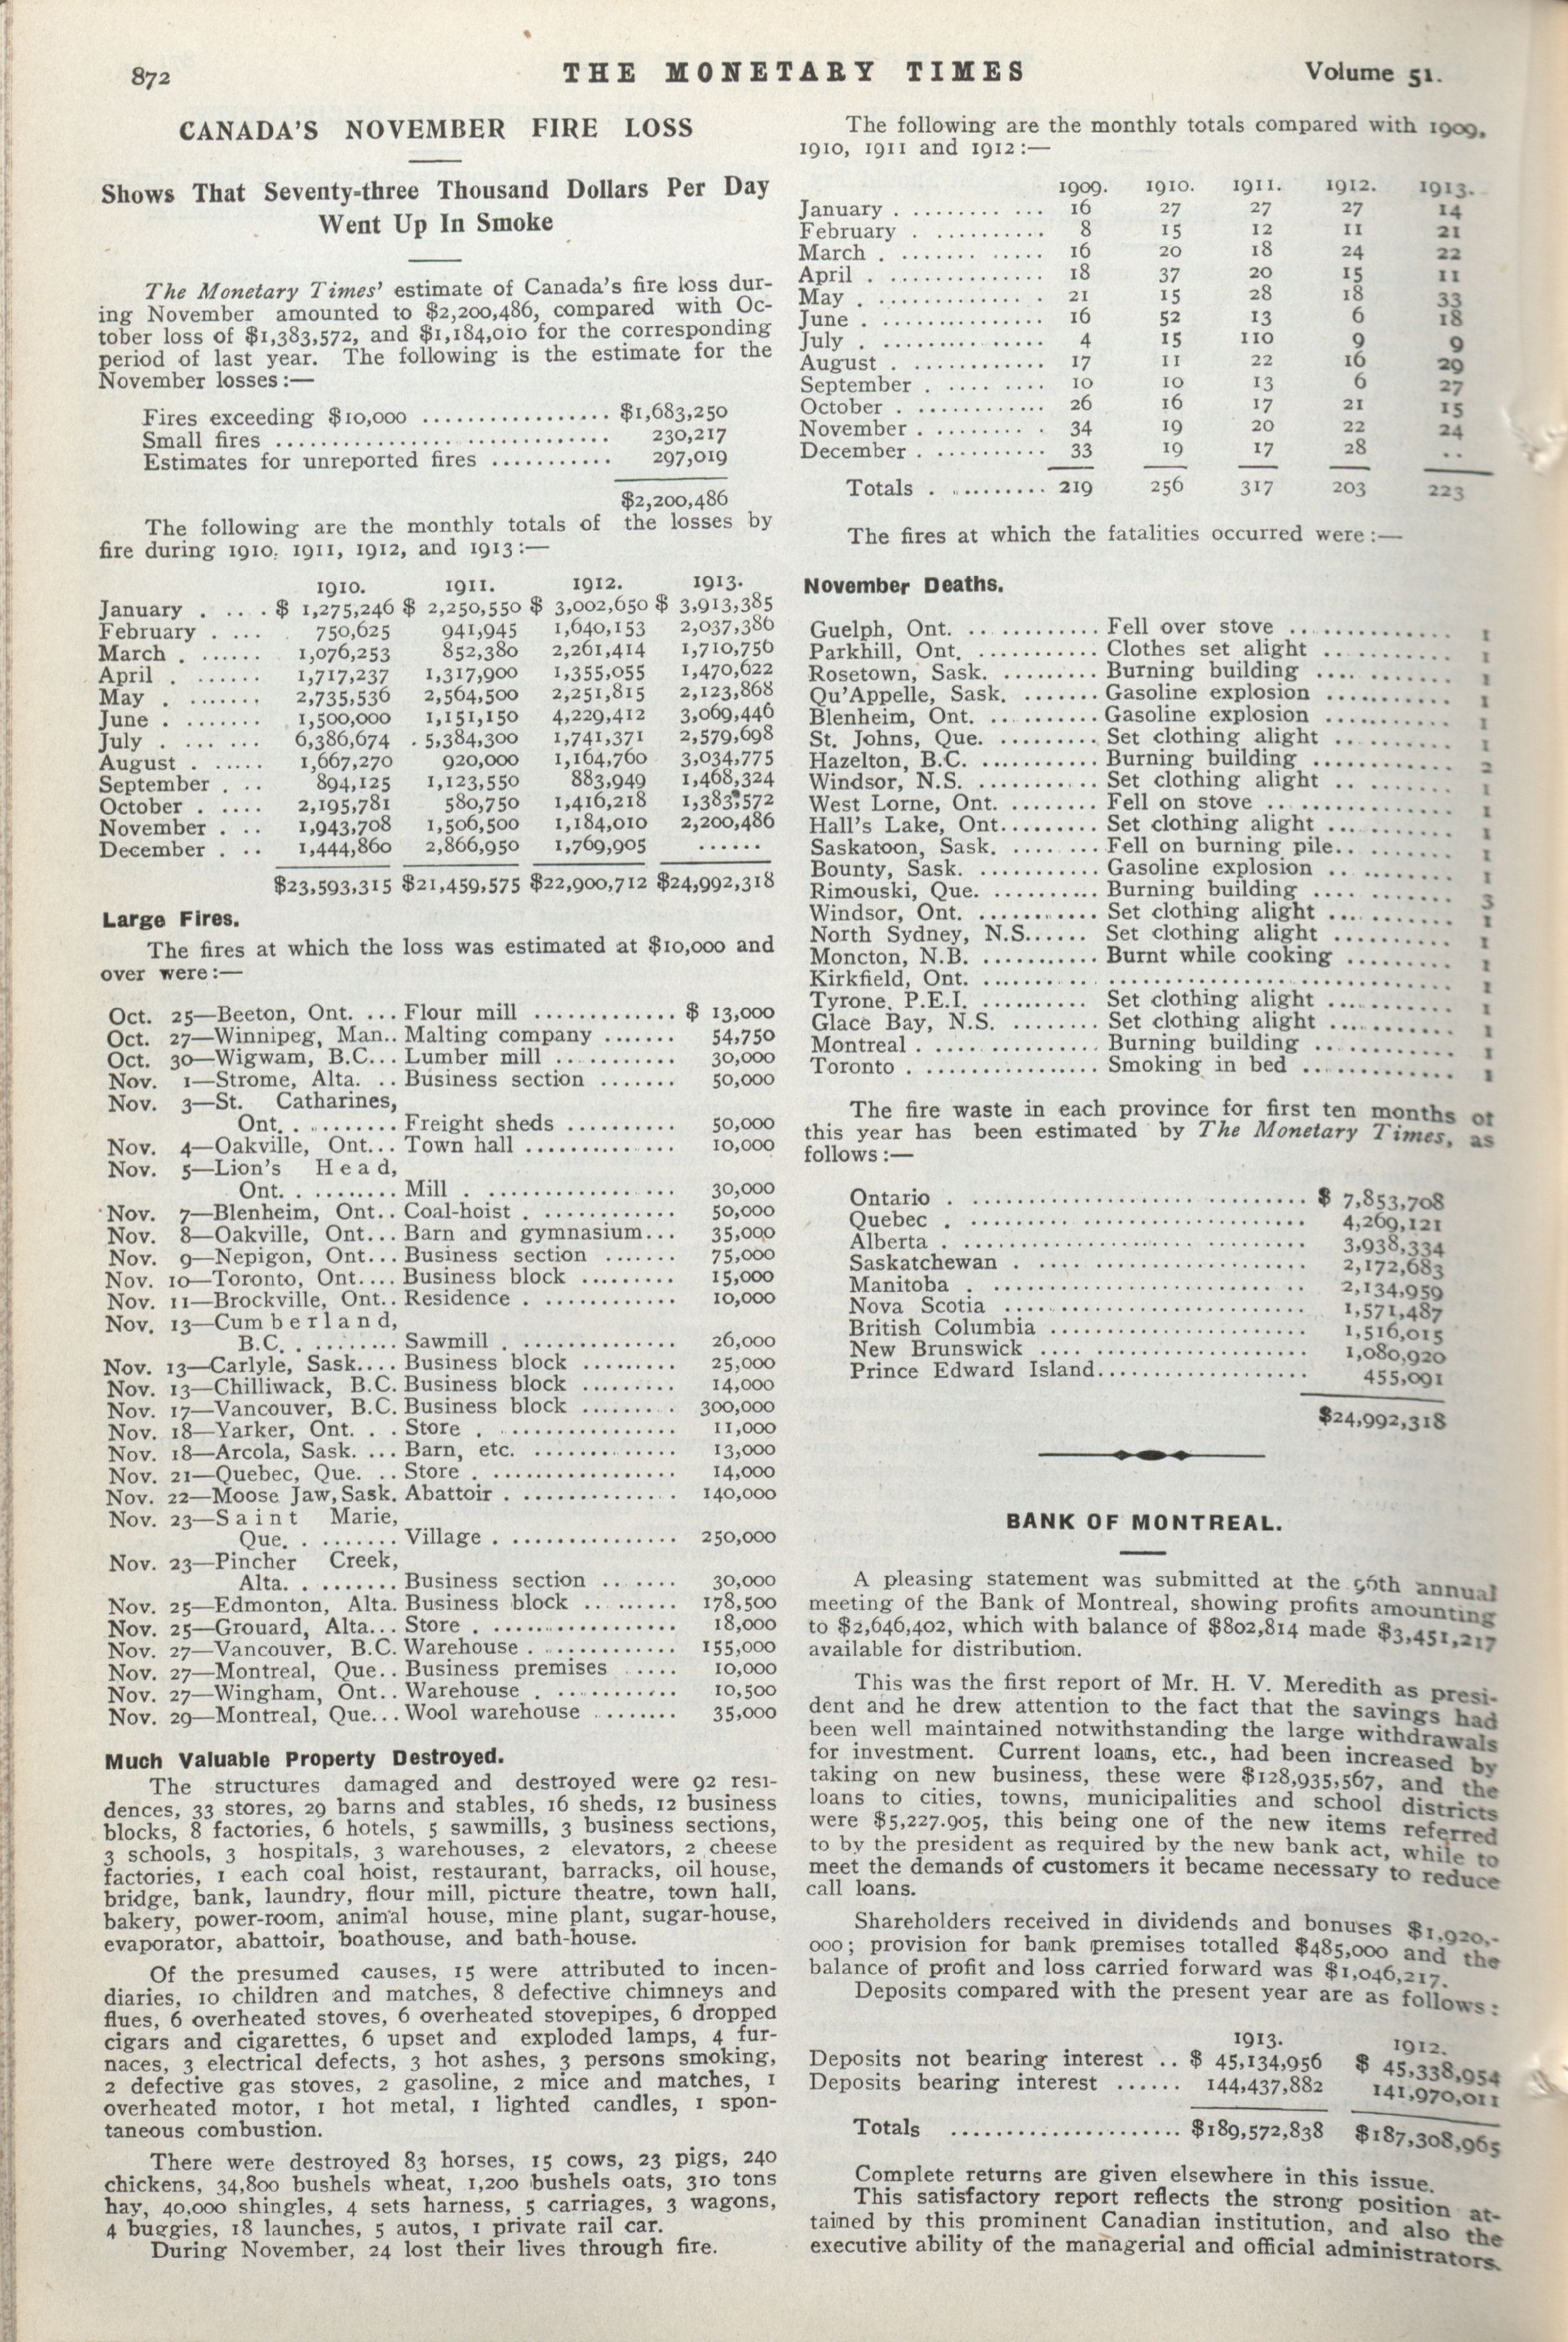 872
THE MONETARY TIMES
Volume 51.
CANADA'S NOVEMBER FIRE LOSS
Shows That Seventy-three Thousand Dollars Per Day
Went Up In Smoke
The Monetary Times' estimate of Canada's fire loss dur-
ing November amounted to $2,200,486, compared with Oc-
tober loss of $1,383,572, and $1,184,010 for the corresponding
period of last year. The following is the estimate for the
November losses:—
Fires exceeding $10,000 ................. $1,683,250
Small fires ............................ 230,217
Estimates for unreported fires ........... 297,019
$2,200,486
The following are the monthly totals of the losses by
fire during 1910, 1911, 1912, and 1913:—
1910. 1911. 1912. 1913.
January . ... . $ 1,275,246 $ 2,250,550 $ 3,002,650 $ 3,913,385
February . ... . 750,625 941,945 1,640,153 2,037,386
March . ...... 1,076,253 852,380 2,261,414 1,710,756
April . ...... 1,717,237 1,317,900 1,355,055 1,470,622
May . ....... 2,735,536 2,564,500 2,251,815 2,123,868
June . ....... 1,500,000 1,151,150 4,229,412 3,069,446
July . ... ... 6,386,674 5,384,300 1,741,371 2,579,698
August . ..... 1,667,270 920,000 1,164,760 3,034,775
September . .. 894,125 1,123,550 883,949 1,468,324
October . .... 2,195,781 580,750 1,416,218 1,383,572
November . .. 1,943,708 1,506,500 1,184,010 2,200,486
December . .. 1,444,860 2,866,950 1,769,905 ......
$23,593,315 $21,459,575 $22,900,712 $24,992,318
Large Fires.
The fires at which the loss was estimated at $10,000 and
over were:—
Oct. 25—Beeton, Ont. ... Flour mill ............. $ 13,000
Oct. 27—Winnipeg, Man.. Malting company ....... 54,750
Oct. 30—Wigwam, B.C... Lumber mill ........... 30,000
Nov. 1—Strome, Alta. .. Business section ....... 50,000
Nov. 3—St. Catharines,
Ont. . ......... Freight sheds .......... 50,000
Nov. 4—Oakville, Ont... Town hall .............. 10,000
Nov. 5—Lion's Head,
Ont. . ......... Mill . ................. 30,000
Nov. 7—Blenheim, Ont.. Coal-hoist . ............ 50,000
Nov. 8—Oakville, Ont... Barn and gymnasium... 35,000
Nov. 9—Nepigon, Ont... Business section ....... 75,000
Nov. 10—Toronto, Ont.... Business block ......... 15,000
Nov. 11—Brockville, Ont.. Residence . ............ 10,000
Nov. 13—Cumberland,
B.C. . ......... Sawmill . .............. 26,000
Nov. 13—Carlyle, Sask.... Business block ......... 25,000
Nov. 13—Chilliwack, B.C. Business block ......... 14,000
Nov. 17—Vancouver, B.C. Business block ......... 300,000
Nov. 18—Yarker, Ont. . . Store . ................ 11,000
Nov. 18—Arcola, Sask. ... Barn, etc. ............. 13,000
Nov. 21—Quebec, Que. .. Store . ................. 14,000
Nov. 22—Moose Jaw, Sask. Abattoir . .............. 140,000
Nov. 23—Saint Marie,
Que. . ........ Village . ............... 250,000
Nov. 23—Pincher Creek,
Alta. . ........ Business section ....... 30,000
Nov. 25—Edmonton, Alta. Business block ......... 178,500
Nov. 25—Grouard, Alta... Store . ................. 18,000
Nov. 27—Vancouver, B.C. Warehouse . ............ 155,000
Nov. 27—Montreal, Que.. Business premises ..... 10,000
Nov. 27—Wingham, Ont.. Warehouse . ............ 10,500
Nov. 29—Montreal, Que... Wool warehouse ........ 35,000
Much Valuable Property Destroyed.
The structures damaged and destroyed were 92 resi-
dences, 33 stores, 29 barns and stables, 16 sheds, 12 business
blocks, 8 factories, 6 hotels, 5 sawmills, 3 business sections,
3 schools, 3 hospitals, 3 warehouses, 2 elevators, 2 cheese
factories, 1 each coal hoist, restaurant, barracks, oil house,
bridge, bank, laundry, flour mill, picture theatre, town hall,
bakery, power-room, animal house, mine plant, sugar-house,
evaporator, abattoir, boathouse, and bath-house.
Of the presumed causes, 15 were attributed to incen-
diaries, 10 children and matches, 8 defective chimneys and
flues, 6 overheated stoves, 6 overheated stovepipes, 6 dropped
cigars and cigarettes, 6 upset and exploded lamps, 4 fur-
naces, 3 electrical defects, 3 hot ashes, 3 persons smoking,
2 defective gas stoves, 2 gasoline, 2 mice and matches, 1
overheated motor, 1 hot metal, 1 lighted candles, 1 spon-
taneous combustion.
There were destroyed 83 horses, 15 cows, 23 pigs, 240
chickens, 34,800 bushels wheat, 1,200 bushels oats, 310 tons
hay, 40,000 shingles, 4 sets harness, 5 carriages, 3 wagons,
4 buggies, 18 launches, 5 autos, 1 private rail car.
During November, 24 lost their lives through fire.
The following are the monthly totals compared with 1909,
1910, 1911 and 1912:—
1909. 1910. 1911. 1912. 1913.
January . ......... ... 16 27 27 27 14
February . .......... 8 15 12 11 21
March . ....... ..... 16 20 18 24 22
April . .............. 18 37 20 15 11
May . ............. . 21 15 28 18 33
June . ............... 16 52 13 6 18
July . ............... 4 15 110 9 9
August . ............ 17 11 22 16 29
September . .... .... 10 10 13 6 27
October . ............ 26 16 17 21 15
November . ......... . 34 19 20 22 24
December . .......... 33 19 17 28 ..
Totals . .......... 219 256 317 203 223
The fires at which the fatalities occurred were:—
November Deaths.
Guelph, Ont. ............ Fell over stove ............... 1
Parkhill, Ont. ........... Clothes set alight ........... 1
Rosetown, Sask. ......... Burning building ............. 1
Qu'Appelle, Sask. ....... Gasoline explosion ........... 1
Blenheim, Ont. .......... Gasoline explosion ........... 1
St. Johns, Que. ......... Set clothing alight .......... 1
Hazelton, B.C. ........... Burning building ............ 2
Windsor, N.S. ........... Set clothing alight .......... 1
West Lorne, Ont. ........ Fell on stove ................ 1
Hall's Lake, Ont......... Set clothing alight ........... 1
Saskatoon, Sask. ........ Fell on burning pile.. ....... 1
Bounty, Sask. ........... Gasoline explosion .......... 1
Rimouski, Que. .......... Burning building ............ 3
Windsor, Ont. ........... Set clothing alight ........... 1
North Sydney, N.S...... Set clothing alight .......... 1
Moncton, N.B. ........... Burnt while cooking ......... 1
Kirkfield, Ont. ............................................ 1
Tyrone, P.E.I. .......... Set clothing alight ........... 1
Glace Bay, N.S. ........ Set clothing alight ........... 1
Montreal . ............... Burning building ............ 1
Toronto . ............... Smoking in bed ............. 1
The fire waste in each province for first ten months of
this year has been estimated by The Monetary Times, as
follows:—
Ontario . ............................... $ 7,853,708
Quebec . ............................... 4,269,121
Alberta . ............................... 3,938,334
Saskatchewan . ........................ 2,172,683
Manitoba . ............................ 2,134,959
Nova Scotia ........................... 1,571,487
British Columbia ....................... 1,516,015
New Brunswick .... .................. 1,080,920
Prince Edward Island................... 455,091
$24,992,318
BANK OF MONTREAL.
A pleasing statement was submitted at the 96th annual
meeting of the Bank of Montreal, showing profits amounting
to $2,646,402, which with balance of $802,814 made $3,451,217
available for distribution.
This was the first report of Mr. H. V. Meredith as presi-
dent and he drew attention to the fact that the savings had
been well maintained notwithstanding the large withdrawals
for investment. Current loans, etc., had been increased by
taking on new business, these were $128,935,567, and the
loans to cities, towns, municipalities and school districts
were $5,227.905, this being one of the new items referred
to by the president as required by the new bank act, while to
meet the demands of customers it became necessary to reduce
call loans.
Shareholders received in dividends and bonuses $1,920,-
000; provision for bank premises totalled $485,000 and the
balance of profit and loss carried forward was $1,046,217.
Deposits compared with the present year are as follows:
1913. 1912.
Deposits not bearing interest .. $ 45,134,956 $ 45,338,954
Deposits bearing interest ...... 144,437,882 141,970,011
Totals ..................... $189,572,838 $187,308,965
Complete returns are given elsewhere in this issue.
This satisfactory report reflects the strong position at-
tained by this prominent Canadian institution, and also the
executive ability of the managerial and official administrators.